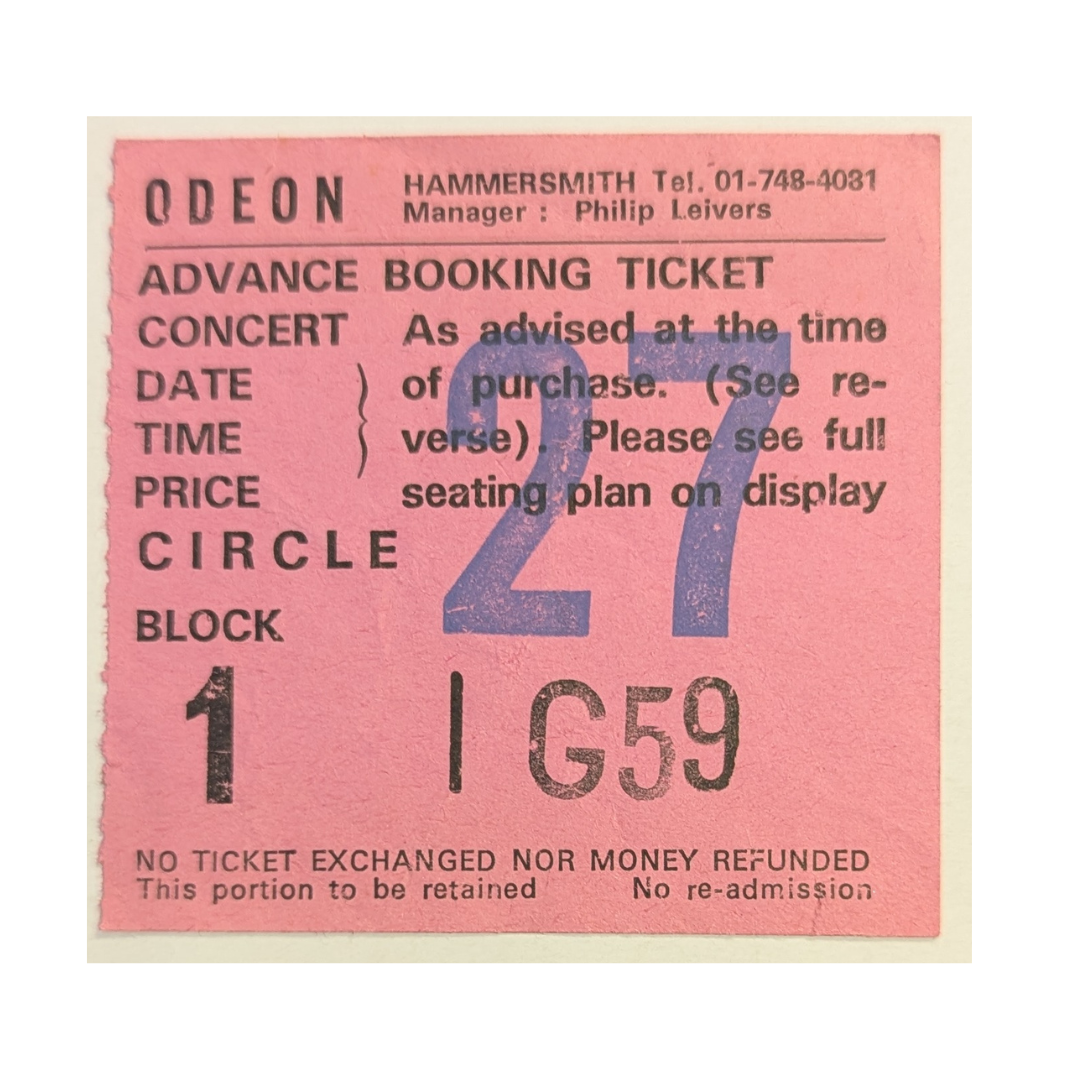 ODEON HAMMERSMITH Tel. 01-748-4081
Manager : Philip Leivers
ADVANCE BOOKING TICKET
CONCERT As advised at the time
DATE of purchase. (See re-
TIME verse). Please see full
PRICE seating plan on display
CIRCLE
27
BLOCK
1 I G59
NO TICKET EXCHANGED NOR MONEY REFUNDED
This portion to be retained No re-admission